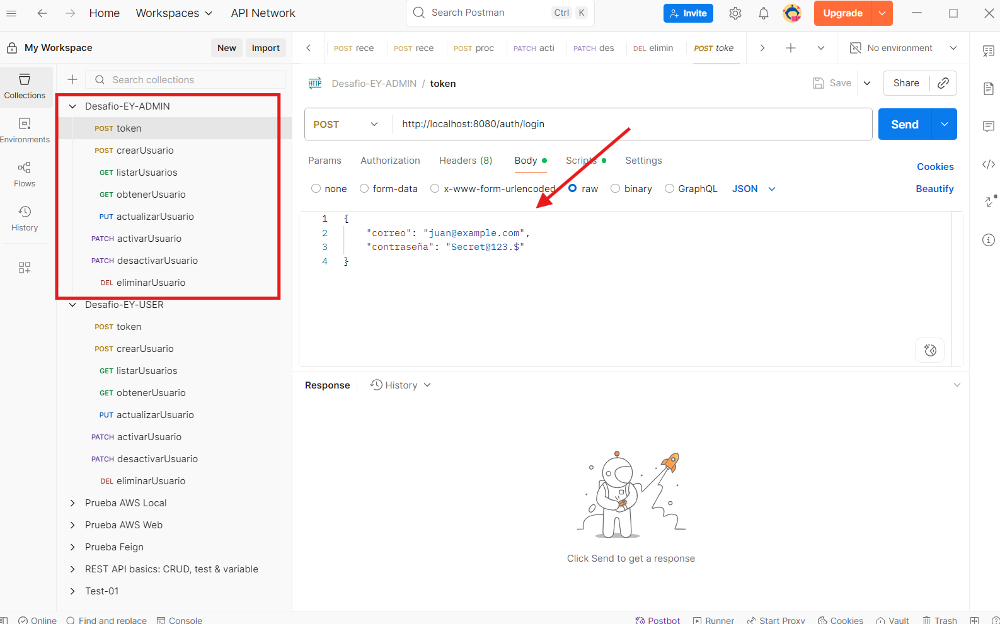 Home Workspaces API Network Search Postman Ctrl K Invite Upgrade
My Workspace New Import
POST rece POST rece POST proc PATCH acti PATCH des DEL elimin POST toke No environment
Search collections
Collections
Environments
Flows
History
Desafio-EY-ADMIN
POST token
POST crearUsuario
GET listarUsuarios
GET obtenerUsuario
PUT actualizarUsuario
PATCH activarUsuario
PATCH desactivarUsuario
DEL eliminarUsuario
Desafio-EY-USER
POST token
POST crearUsuario
GET listarUsuarios
GET obtenerUsuario
PUT actualizarUsuario
PATCH activarUsuario
PATCH desactivarUsuario
DEL eliminarUsuario
Prueba AWS Local
Prueba AWS Web
Prueba Feign
REST API basics: CRUD, test & variable
Test-01
HTTP Desafio-EY-ADMIN / token Save Share
POST http://localhost:8080/auth/login Send
Params Authorization Headers (8) Body Scripts Settings Cookies
none form-data x-www-form-urlencoded raw binary GraphQL JSON Beautify
1 {
2 "correo": "juan@example.com",
3 "contraseña": "Secret@123.$"
4 }
Response History
Click Send to get a response
Online Find and replace Console Postbot Runner Start Proxy Cookies Vault Trash